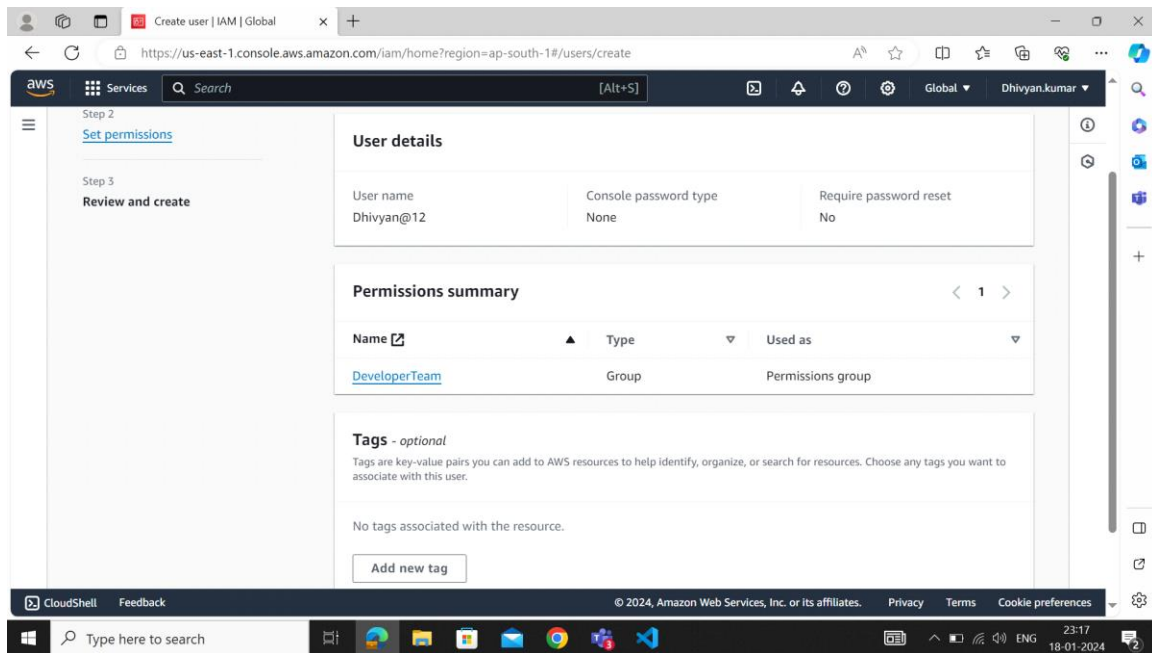 Create user | IAM | Global
https://us-east-1.console.aws.amazon.com/iam/home?region=ap-south-1#/users/create
aws
Services
Search
[Alt+S]
Global
Dhivyan.kumar
Step 2
Set permissions
Step 3
Review and create
User details
User name
Console password type
Require password reset
Dhivyan@12
None
No
Permissions summary
1
Name
Type
Used as
DeveloperTeam
Group
Permissions group
Tags - optional
Tags are key-value pairs you can add to AWS resources to help identify, organize, or search for resources. Choose any tags you want to
associate with this user.
No tags associated with the resource.
Add new tag
CloudShell
Feedback
© 2024, Amazon Web Services, Inc. or its affiliates.
Privacy
Terms
Cookie preferences
Type here to search
ENG
23:17
18-01-2024
2